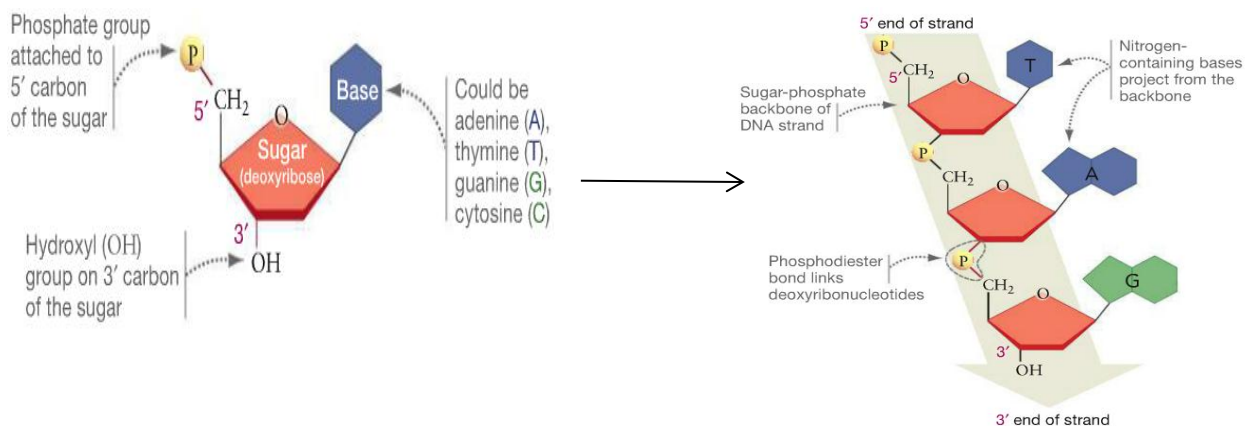 Phosphate group
attached to
5′ carbon
of the sugar
P
5′
CH₂
Base
O
Sugar
(deoxyribose)
3′
OH
Hydroxyl (OH)
group on 3′ carbon
of the sugar
Could be
adenine (A),
thymine (T),
guanine (G),
cytosine (C)
5′ end of strand
P
5′
CH₂
O
T
Nitrogen-
containing bases
project from the
backbone
Sugar-phosphate
backbone of
DNA strand
P
CH₂
O
A
Phosphodiester
bond links
deoxyribonucleotides
P
CH₂
O
G
3′
OH
3′ end of strand